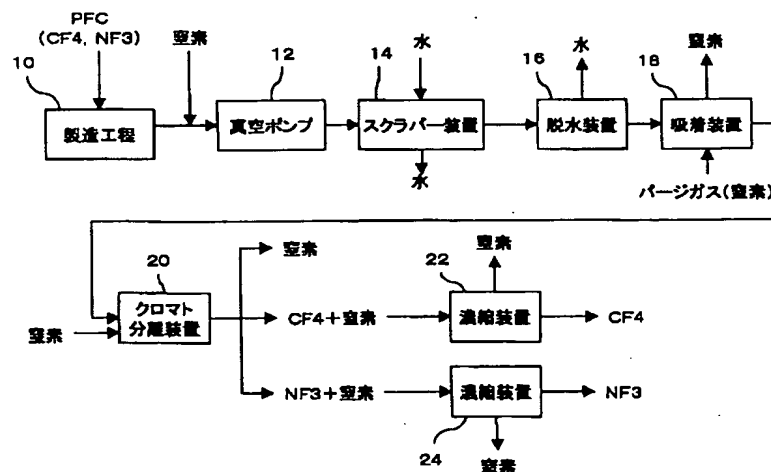 PFC
(CF4, NF3)
窒素
10
製造工程
12
真空ポンプ
水
14
スクラバー装置
水
水
16
脱水装置
窒素
18
吸着装置
パージガス(窒素)
窒素
20
クロマト
分離装置
窒素
CF4+窒素
NF3+窒素
窒素
22
濃縮装置
CF4
濃縮装置
NF3
24
窒素